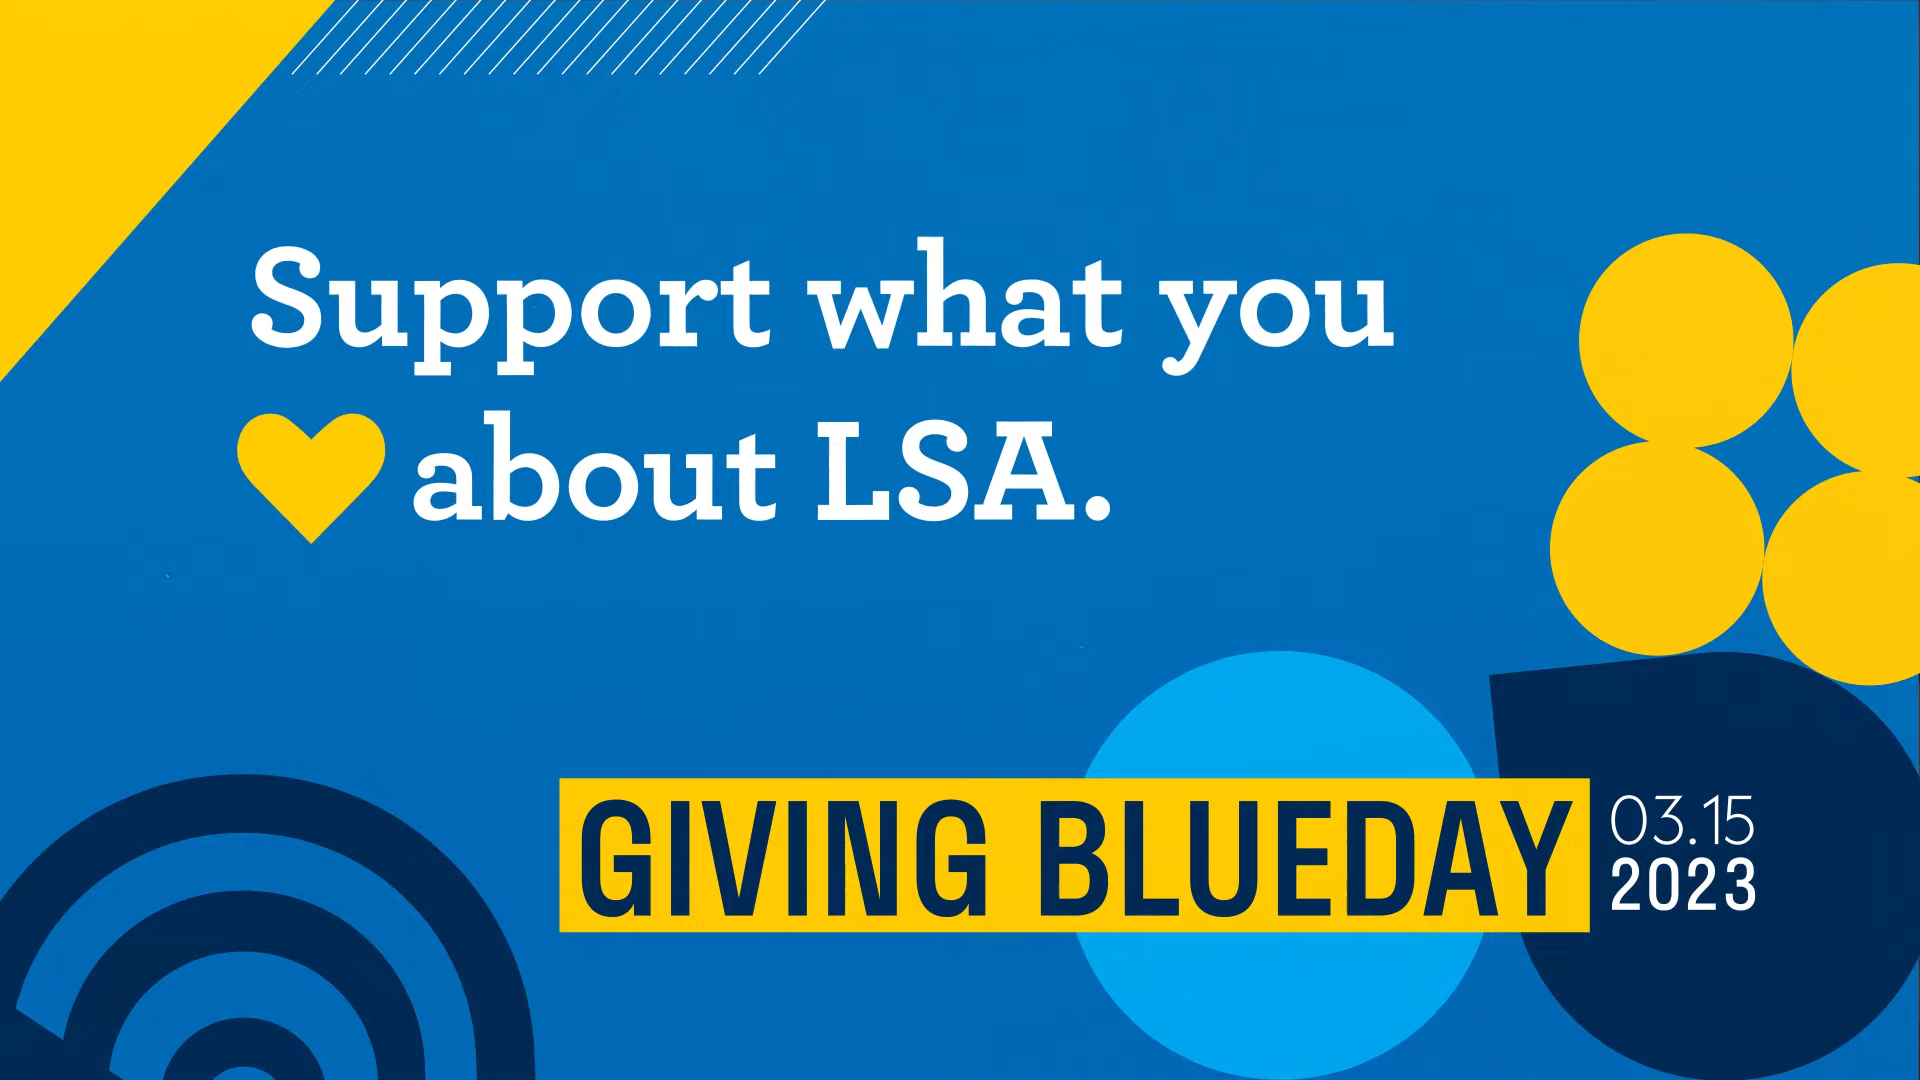 Support what you
about LSA.
GIVING BLUEDAY
03.15
2023